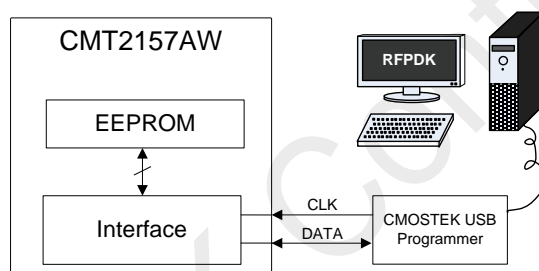 CMT2157AW
RFPDK
EEPROM
Interface
CLK
DATA
CMOSTEK USB
Programmer